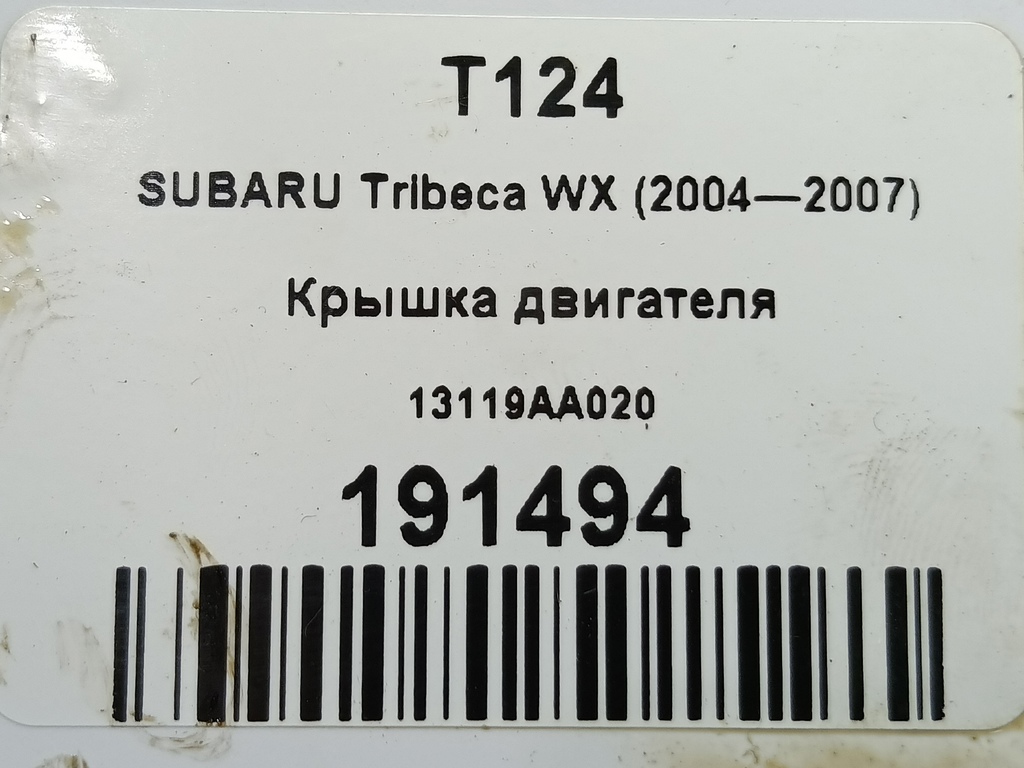 T124
SUBARU Tribeca WX (2004—2007)
Крышка двигателя
13119AA020
191494